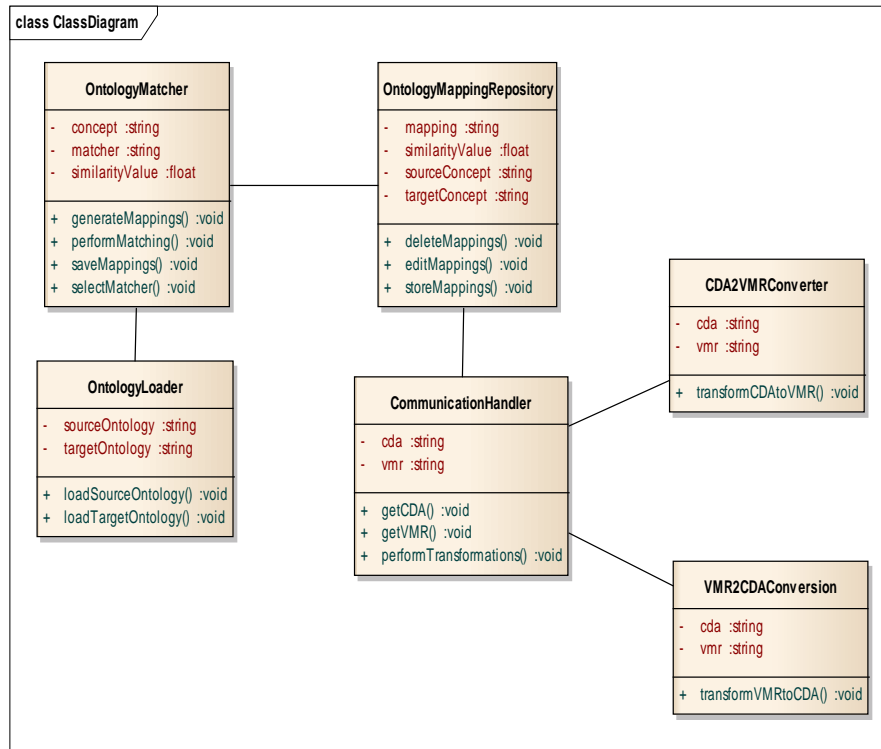 class ClassDiagram
OntologyMatcher
- concept :string
- matcher :string
- similarityValue :float
+ generateMappings() :void
+ performMatching() :void
+ saveMappings() :void
+ selectMatcher() :void
OntologyMappingRepository
- mapping :string
- similarityValue :float
- sourceConcept :string
- targetConcept :string
+ deleteMappings() :void
+ editMappings() :void
+ storeMappings() :void
OntologyLoader
- sourceOntology :string
- targetOntology :string
+ loadSourceOntology() :void
+ loadTargetOntology() :void
CommunicationHandler
- cda :string
- vmr :string
+ getCDA() :void
+ getVMR() :void
+ performTransformations() :void
CDA2VMRConverter
- cda :string
- vmr :string
+ transformCDAtoVMR() :void
VMR2CDAConversion
- cda :string
- vmr :string
+ transformVMRtoCDA() :void